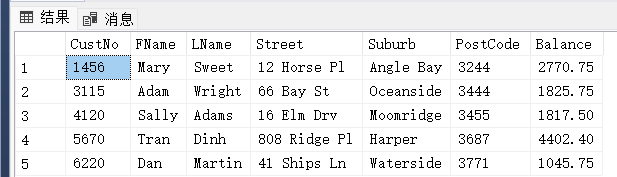 结果 消息
CustNo FName LName Street Suburb PostCode Balance
1 1456 Mary Sweet 12 Horse Pl Angle Bay 3244 2770.75
2 3115 Adam Wright 66 Bay St Oceanside 3444 1825.75
3 4120 Sally Adams 16 Elm Drv Moomridge 3455 1817.50
4 5670 Tran Dinh 808 Ridge Pl Harper 3687 4402.40
5 6220 Dan Martin 41 Ships Ln Waterside 3771 1045.75